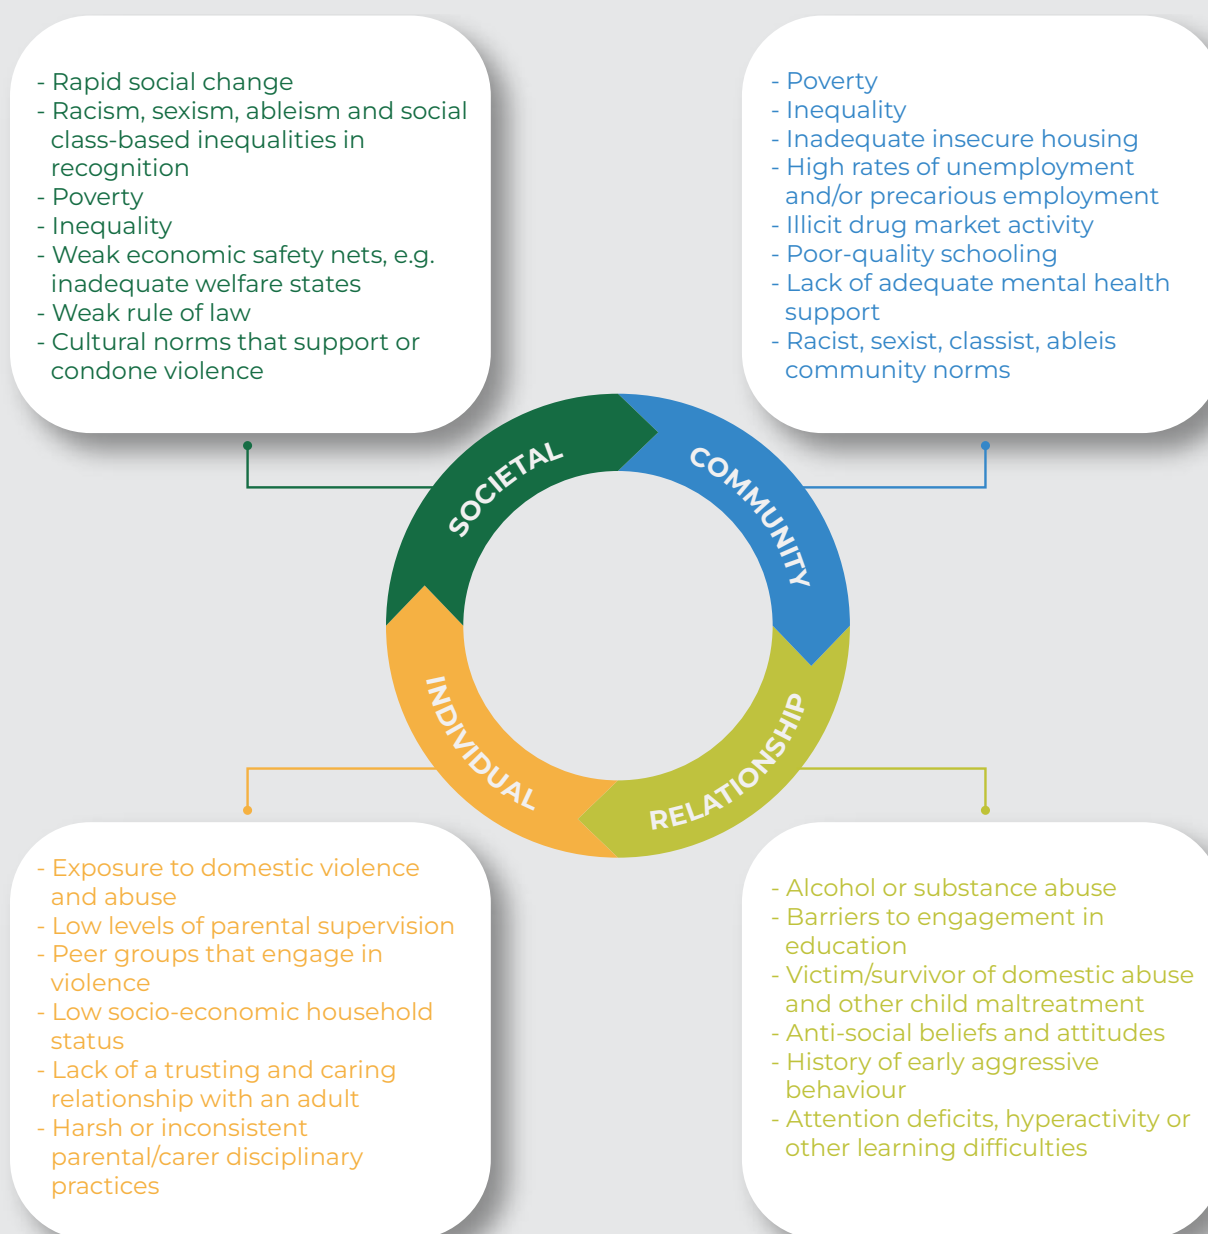 - Rapid social change
- Racism, sexism, ableism and social
class-based inequalities in
recognition
- Poverty
- Inequality
- Weak economic safety nets, e.g.
inadequate welfare states
- Weak rule of law
- Cultural norms that support or
condone violence
- Poverty
- Inequality
- Inadequate insecure housing
- High rates of unemployment
and/or precarious employment
- Illicit drug market activity
- Poor-quality schooling
- Lack of adequate mental health
support
- Racist, sexist, classist, ableis
community norms
SOCIETAL
COMMUNITY
INDIVIDUAL
RELATIONSHIP
- Exposure to domestic violence
and abuse
- Low levels of parental supervision
- Peer groups that engage in
violence
- Low socio-economic household
status
- Lack of a trusting and caring
relationship with an adult
- Harsh or inconsistent
parental/carer disciplinary
practices
- Alcohol or substance abuse
- Barriers to engagement in
education
- Victim/survivor of domestic abuse
and other child maltreatment
- Anti-social beliefs and attitudes
- History of early aggressive
behaviour
- Attention deficits, hyperactivity or
other learning difficulties